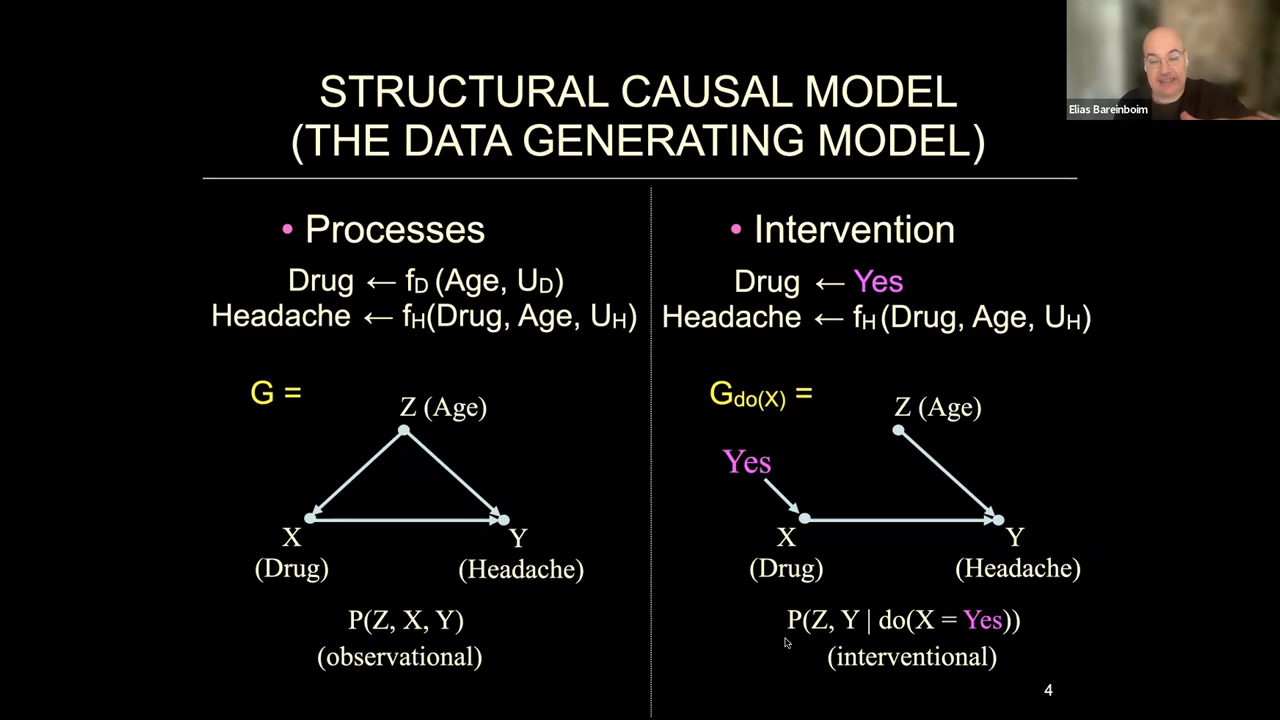 STRUCTURAL CAUSAL MODEL
(THE DATA GENERATING MODEL)
Elias Bareinboim
• Processes
Drug ← fD (Age, UD)
Headache ← fH(Drug, Age, UH)
G =
Z (Age)
X
(Drug)
Y
(Headache)
P(Z, X, Y)
(observational)
• Intervention
Drug ← Yes
Headache ← fH (Drug, Age, UH)
Gdo(X) =
Z (Age)
Yes
X
(Drug)
Y
(Headache)
P(Z, Y | do(X = Yes))
(interventional)
4